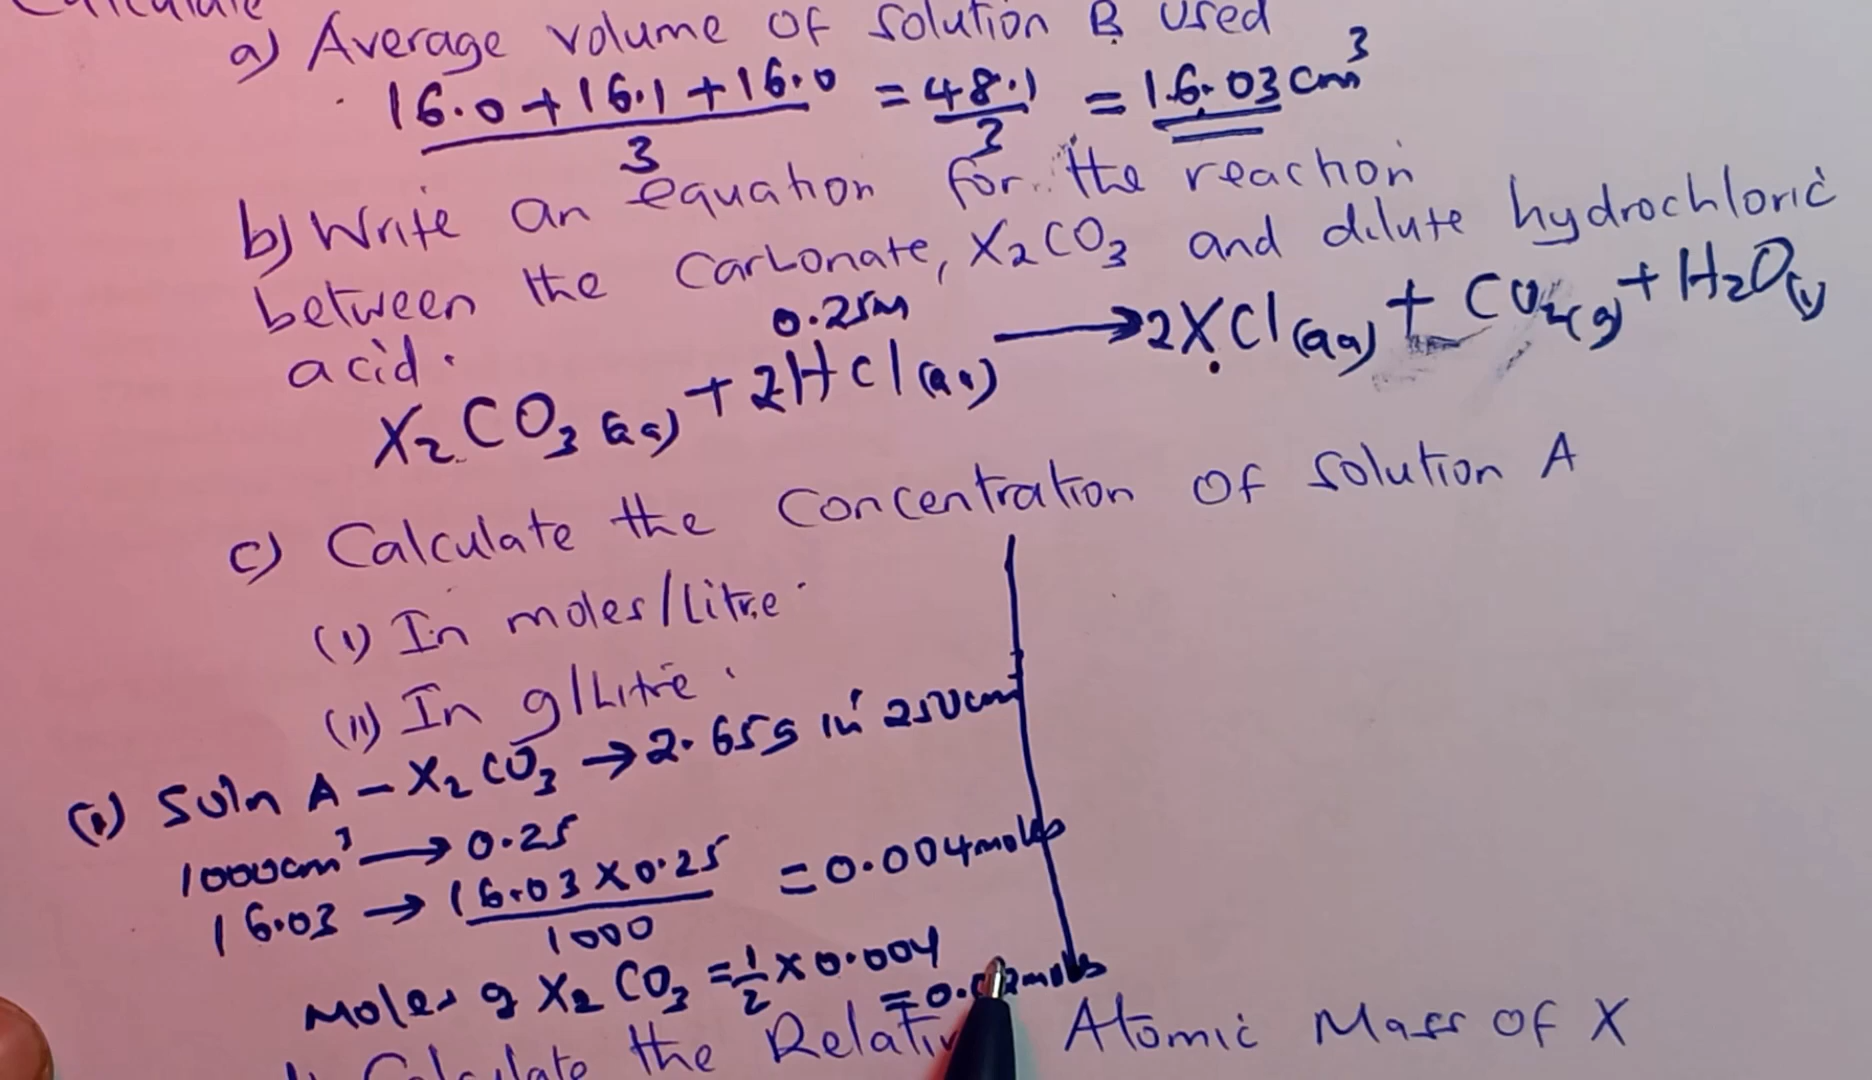 Calculate
a) Average volume of solution B used
16.0 + 16.1 + 16.0 / 3 = 48.1 / 3 = 16.03 cm³
b) Write an equation for the reaction
between the Carbonate, X₂CO₃ and dilute hydrochloric
acid.
0.25M
X₂CO₃(aq) + 2HCl(aq) → 2XCl(aq) + CO₂(g) + H₂O(l)
c) Calculate the concentration of solution A
(i) In moles/Litre.
(ii) In g/Litre.
(i) Soln A – X₂CO₃ → 2.65g in 250cm³
1000cm³ → 0.25
16.03 → 16.03 × 0.25 / 1000 = 0.004 moles
Moles of X₂CO₃ = ½ × 0.004
Calculate the Atomic Mass of X